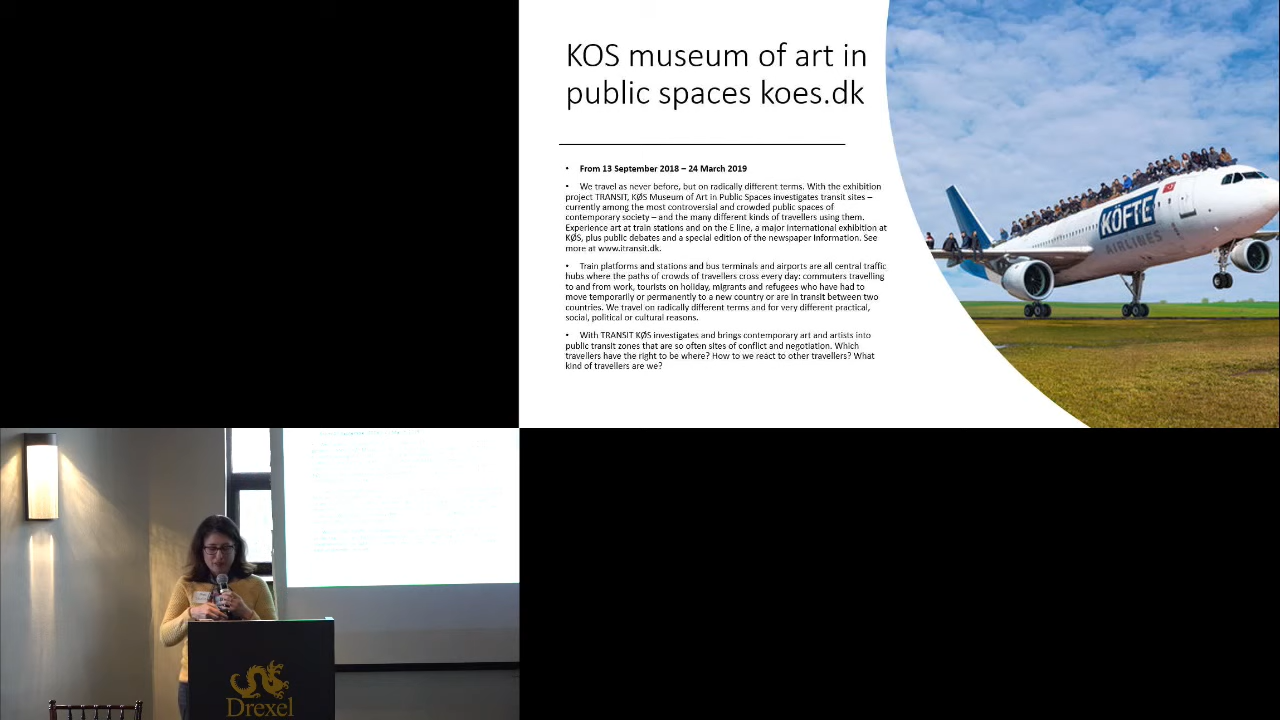 KOS museum of art in
public spaces koes.dk
• From 13 September 2018 – 24 March 2019
• We travel as never before, but on radically different terms. With the exhibition
project TRANSIT, KØS Museum of Art in Public Spaces investigates transit sites –
currently among the most controversial and crowded public spaces of
contemporary society – and the many different kinds of travellers using them.
Experience art at train stations and on the E line, a major international exhibition at
KØS, plus public debates and a special edition of the newspaper Information. See
more at www.itransit.dk.
• Train platforms and stations and bus terminals and airports are all central traffic
hubs where the paths of crowds of travellers cross every day: commuters travelling
to and from work, tourists on holiday, migrants and refugees who have had to
move temporarily or permanently to a new country or are in transit between two
countries. We travel on radically different terms and for very different practical,
social, political or cultural reasons.
• With TRANSIT KØS investigates and brings contemporary art and artists into
public transit zones that are so often sites of conflict and negotiation. Which
travellers have the right to be where? How to we react to other travellers? What
kind of travellers are we?
KÖFTE
AIRLINES
Drexel